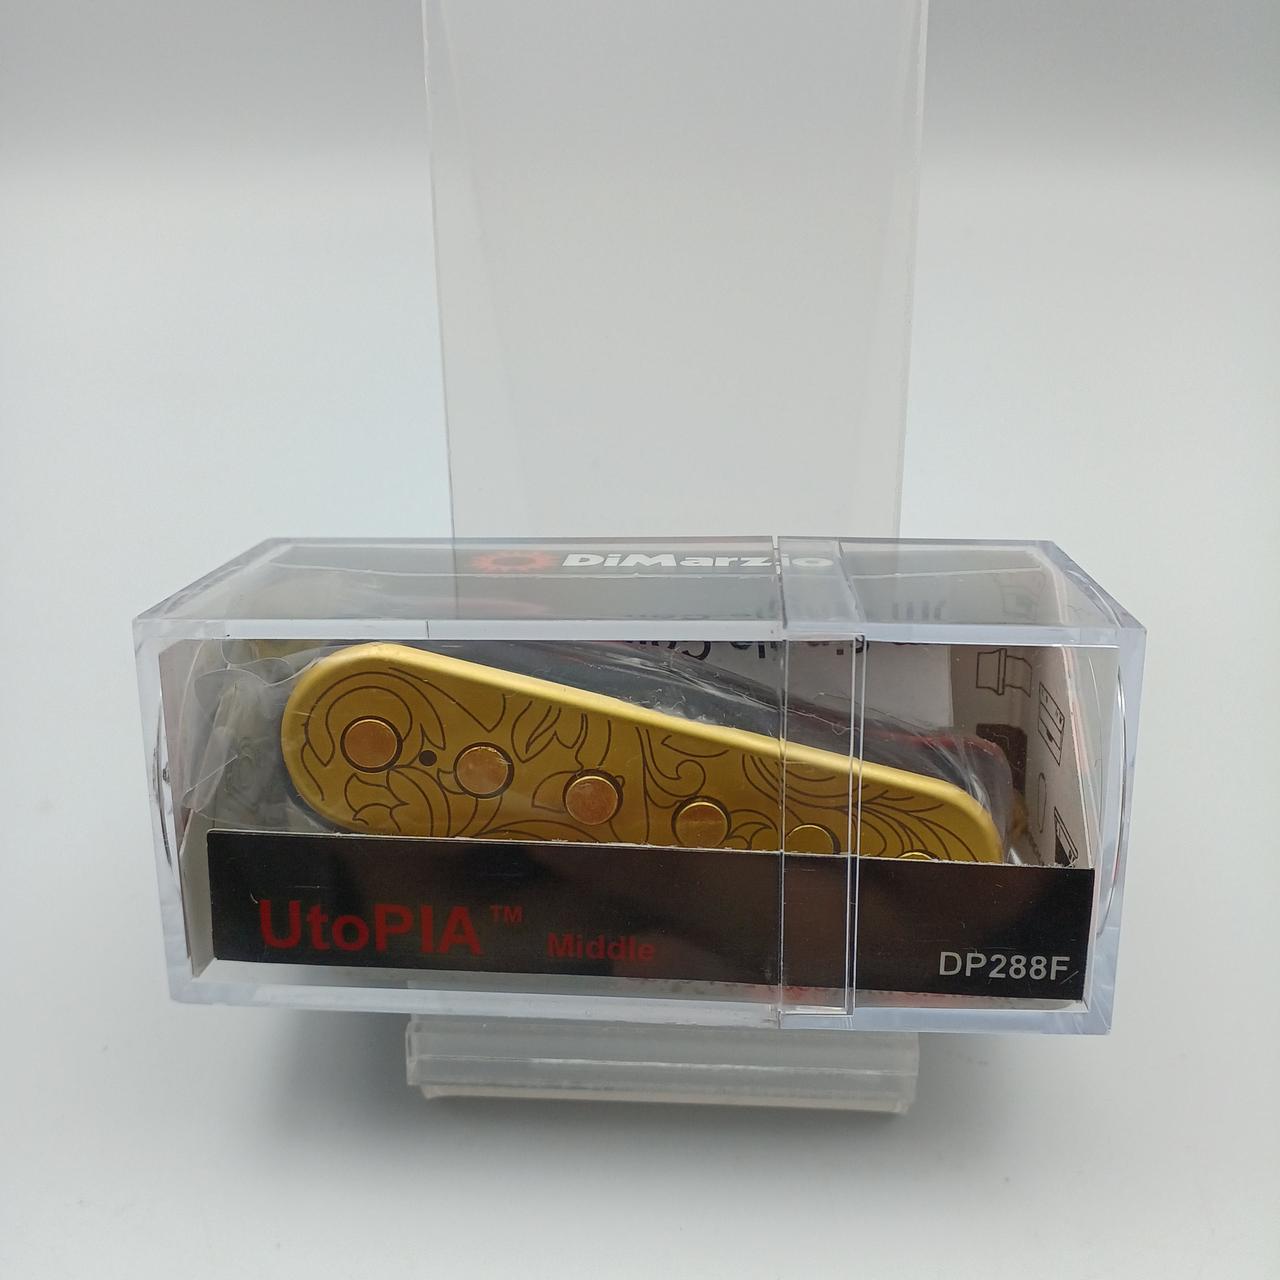 DiMarzio
UtoPIA™ Middle
DP288F